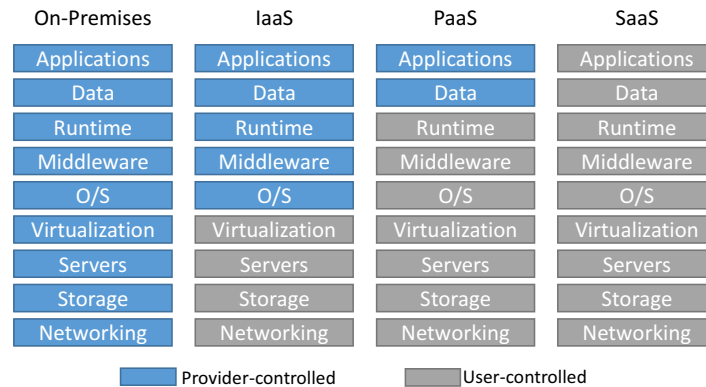 On-Premises IaaS PaaS SaaS
Applications Applications Applications Applications
Data Data Data Data
Runtime Runtime Runtime Runtime
Middleware Middleware Middleware Middleware
O/S O/S O/S O/S
Virtualization Virtualization Virtualization Virtualization
Servers Servers Servers Servers
Storage Storage Storage Storage
Networking Networking Networking Networking
Provider-controlled User-controlled